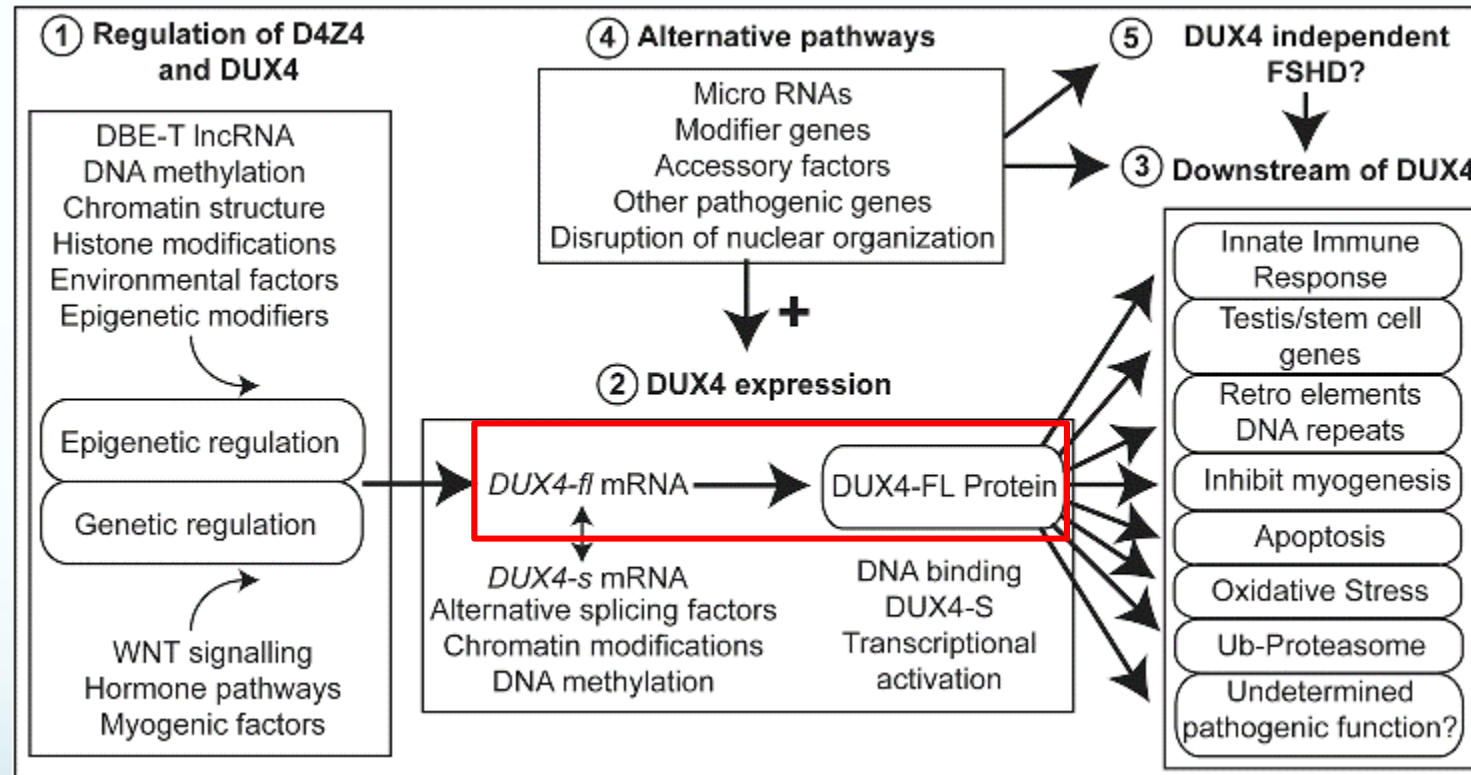 ① Regulation of D4Z4
and DUX4
DBE-T lncRNA
DNA methylation
Chromatin structure
Histone modifications
Environmental factors
Epigenetic modifiers
Epigenetic regulation
Genetic regulation
WNT signalling
Hormone pathways
Myogenic factors
④ Alternative pathways
Micro RNAs
Modifier genes
Accessory factors
Other pathogenic genes
Disruption of nuclear organization
+
② DUX4 expression
DUX4-fl mRNA
DUX4-s mRNA
Alternative splicing factors
Chromatin modifications
DNA methylation
DUX4-FL Protein
DNA binding
DUX4-S
Transcriptional
activation
⑤ DUX4 independent
FSHD?
③ Downstream of DUX4
Innate Immune
Response
Testis/stem cell
genes
Retro elements
DNA repeats
Inhibit myogenesis
Apoptosis
Oxidative Stress
Ub-Proteasome
Undetermined
pathogenic function?